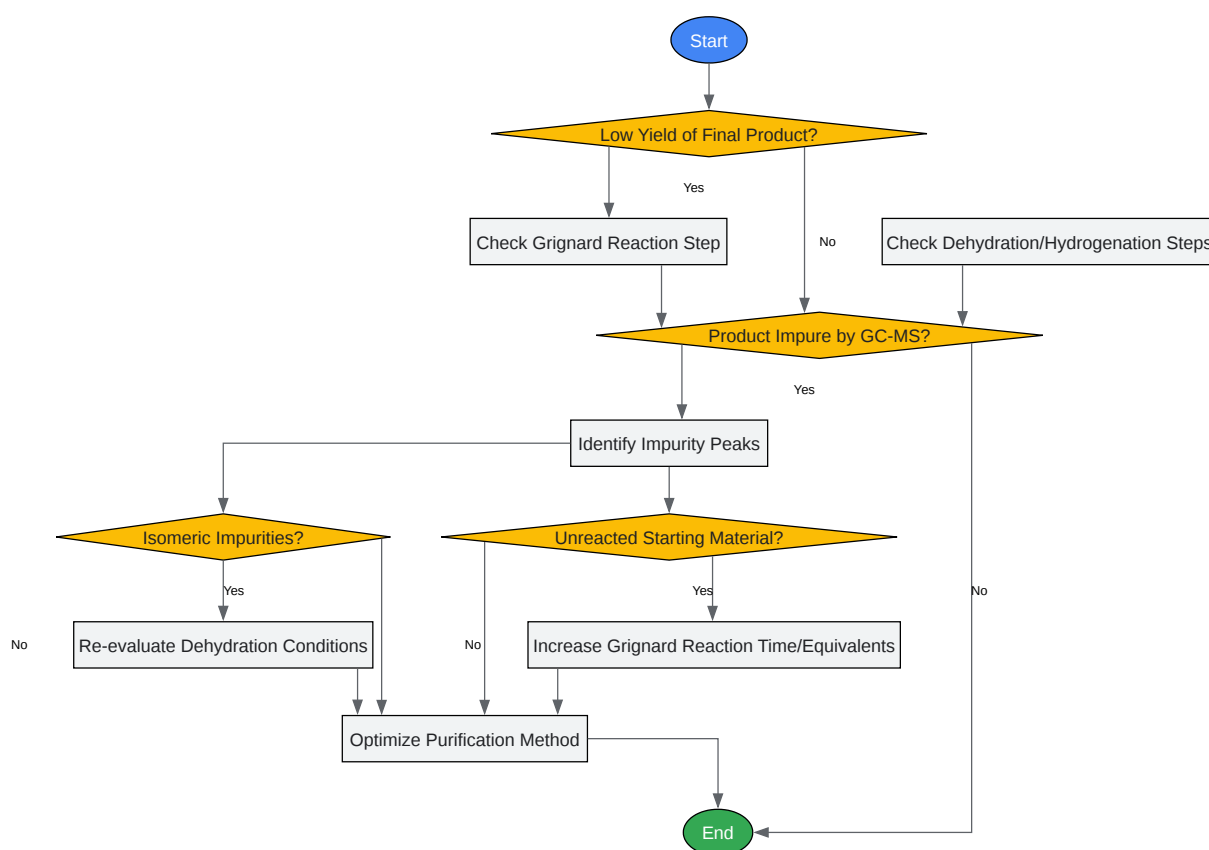 Start
Low Yield of Final Product?
Yes
Check Grignard Reaction Step
No
Check Dehydration/Hydrogenation Steps
Product Impure by GC-MS?
Yes
Identify Impurity Peaks
Isomeric Impurities?
Unreacted Starting Material?
Yes
Yes
No
No
Re-evaluate Dehydration Conditions
No
Increase Grignard Reaction Time/Equivalents
Optimize Purification Method
End